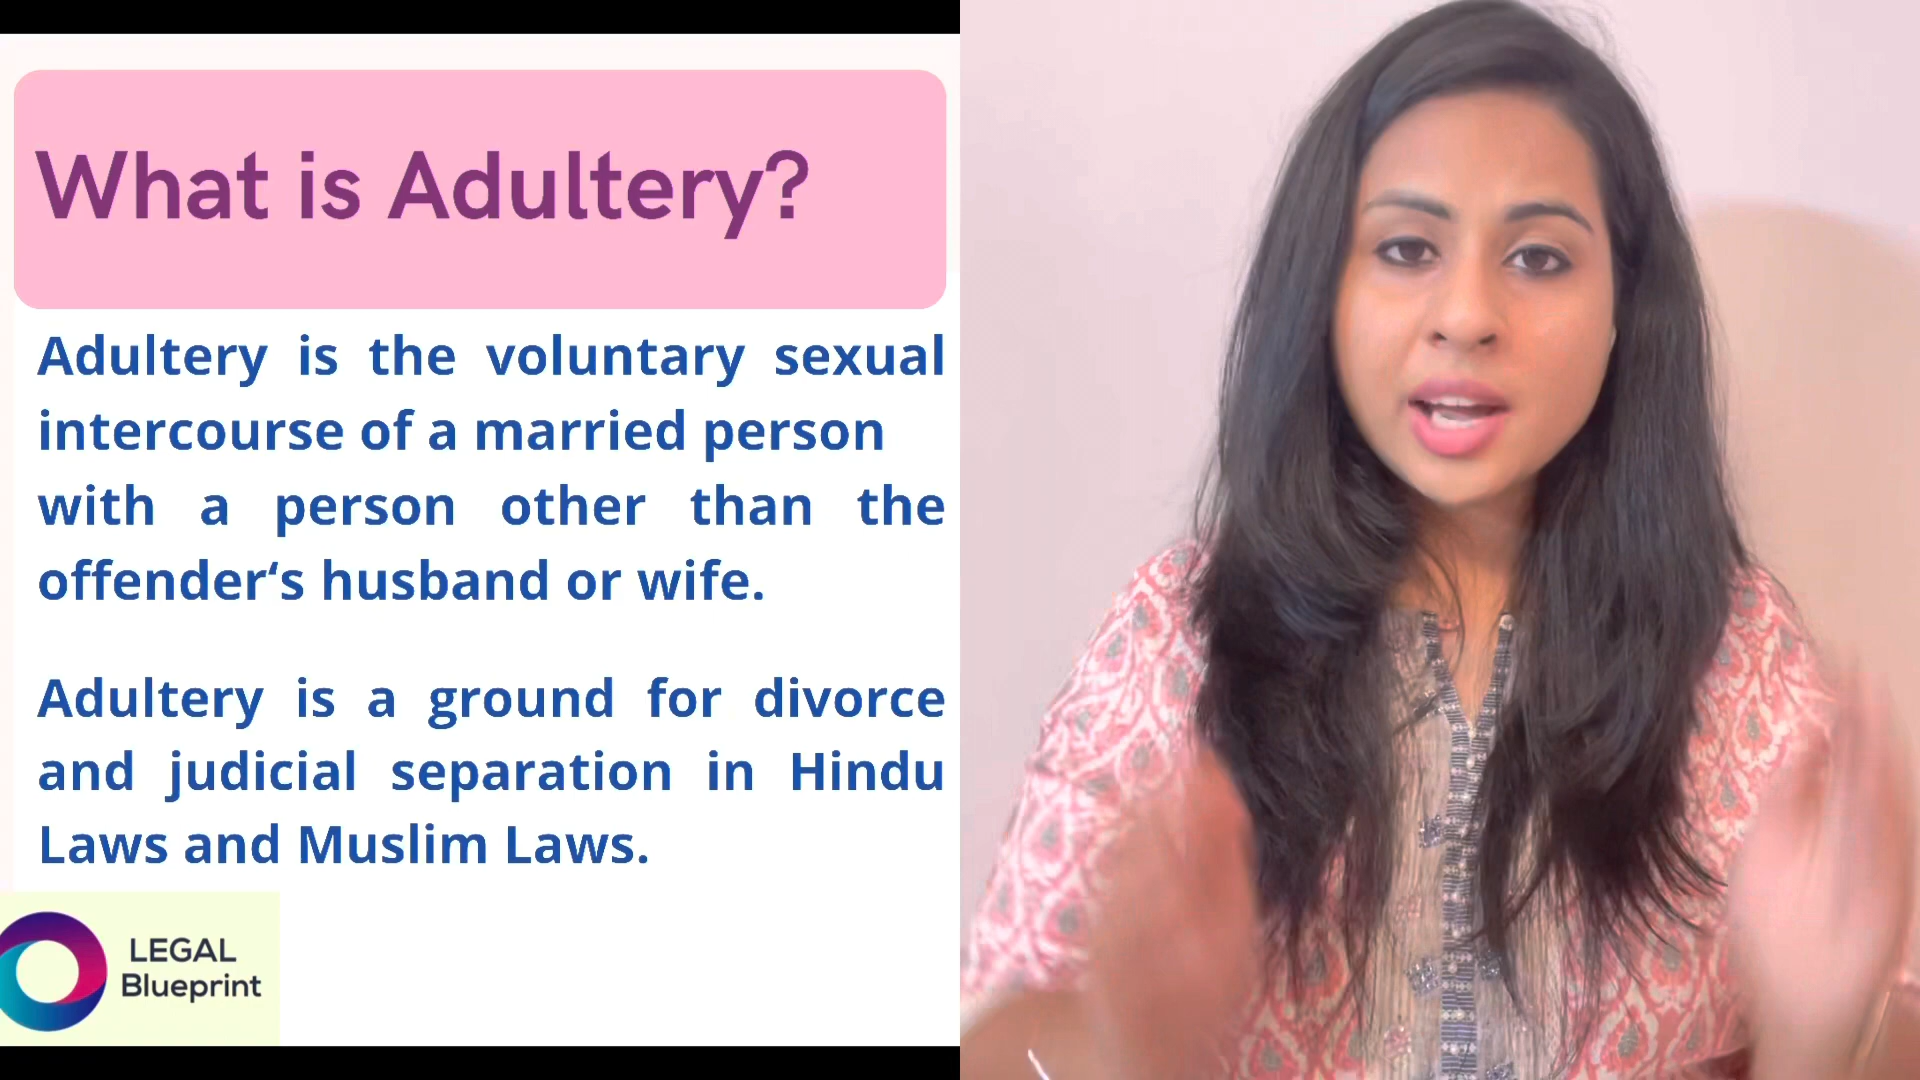 What is Adultery?
Adultery is the voluntary sexual
intercourse of a married person
with a person other than the
offender‘s husband or wife.
Adultery is a ground for divorce
and judicial separation in Hindu
Laws and Muslim Laws.
LEGAL
Blueprint